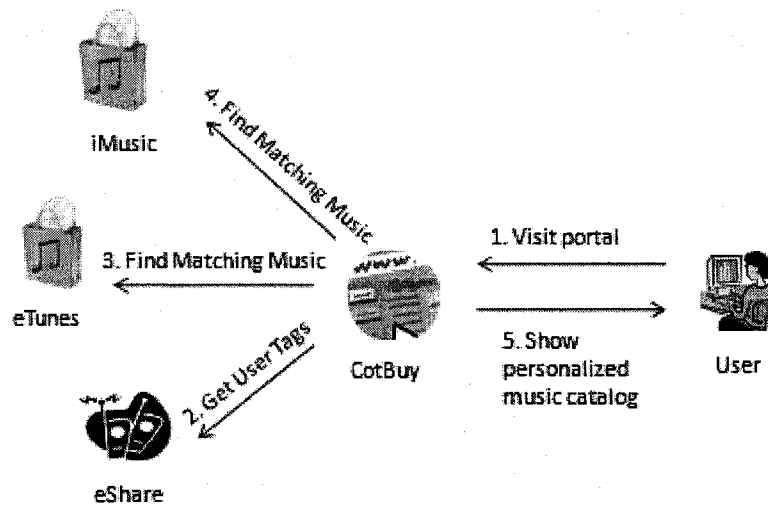 iMusic
4. Find Matching Music
1. Visit portal
3. Find Matching Music
eTunes
www
5. Show
personalized
music catalog
User
CotBuy
2. Get User Tags
eShare